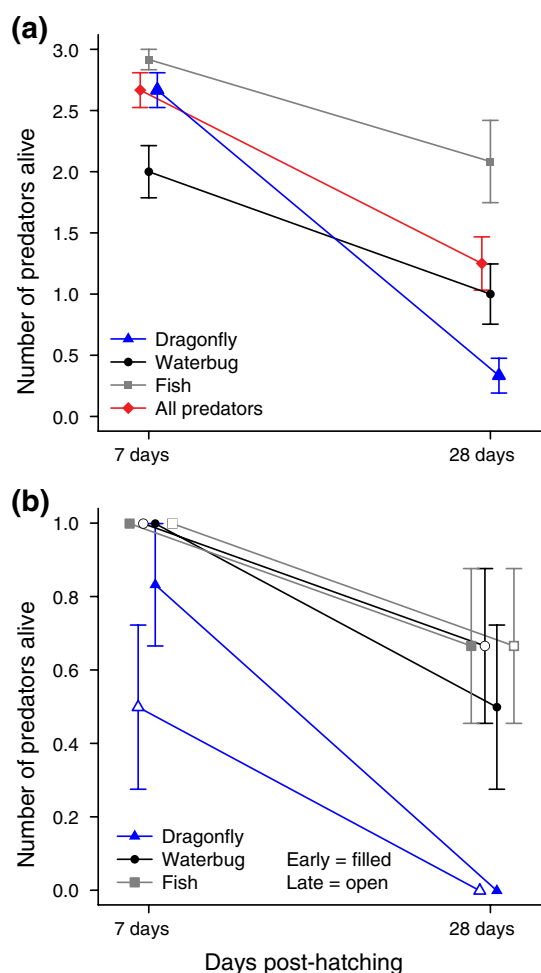 (a)
Number of predators alive
3.0
2.5
2.0
1.5
1.0
0.5
0.0
Dragonfly
Waterbug
Fish
All predators
7 days
28 days
(b)
Number of predators alive
1.0
0.8
0.6
0.4
0.2
0.0
Dragonfly
Waterbug
Fish
Early = filled
Late = open
7 days
28 days
Days post-hatching